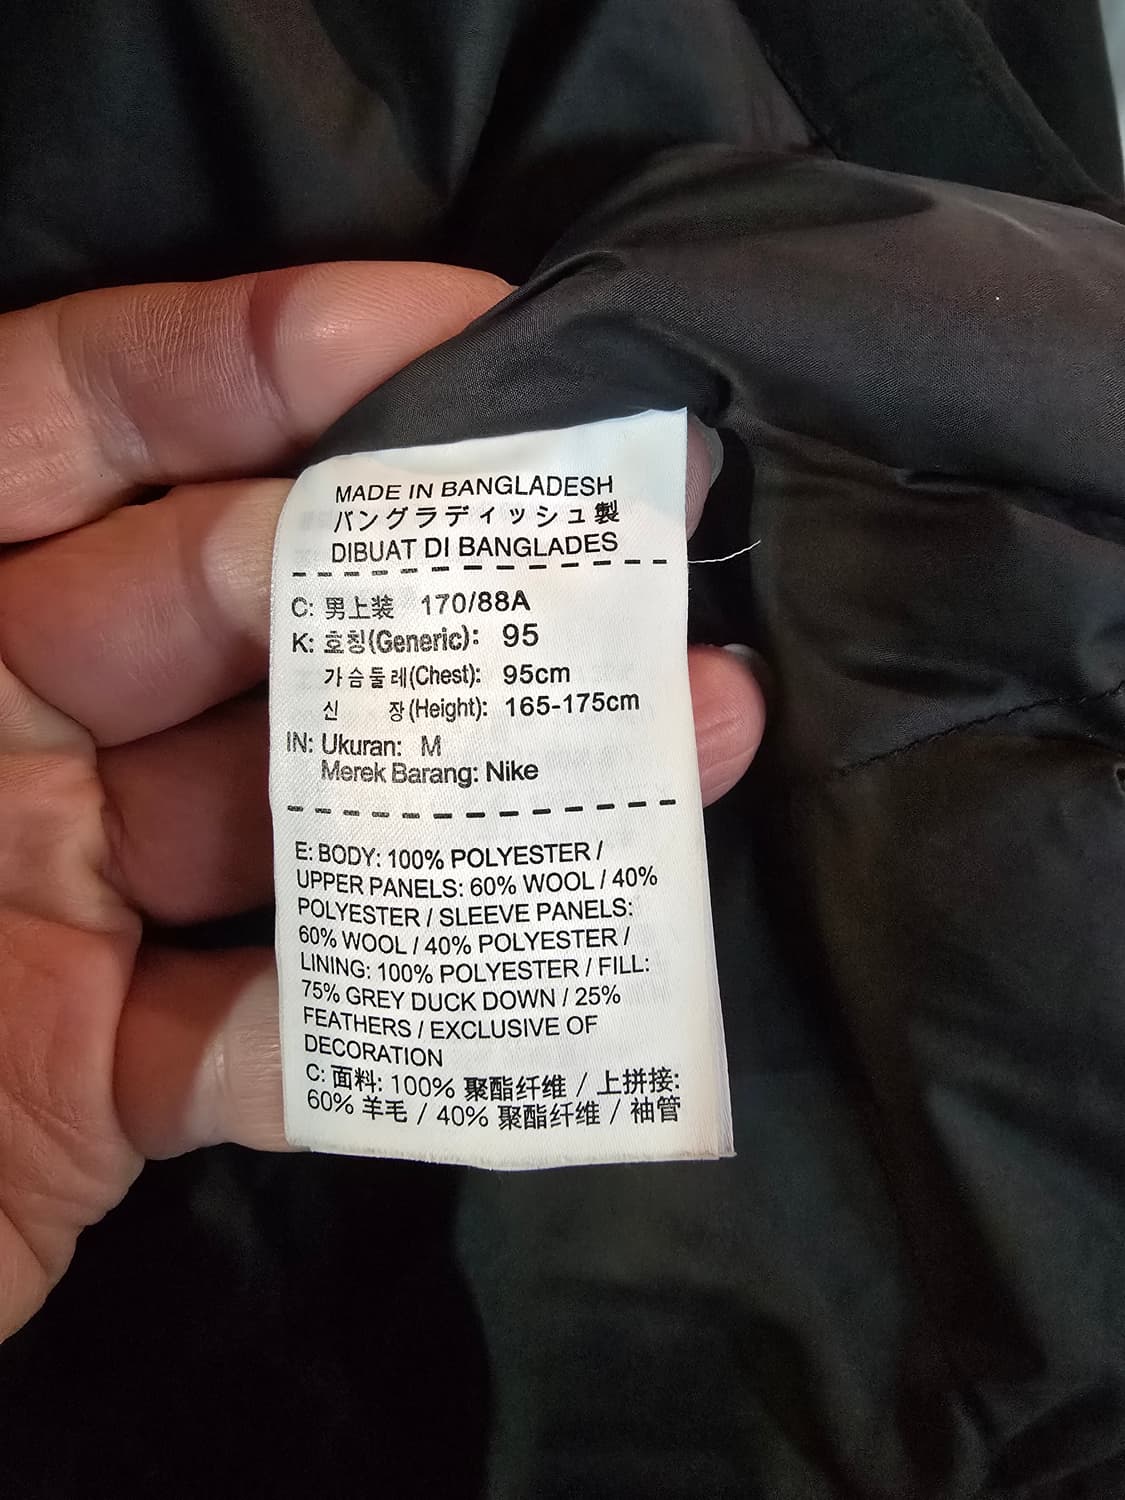 MADE IN BANGLADESH
バングラディッシュ製
DIBUAT DI BANGLADES
C: 男上装 170/88A
K: 호칭(Generic): 95
가슴둘레(Chest): 95cm
신 장(Height): 165-175cm
IN: Ukuran: M
Merek Barang: Nike
E: BODY: 100% POLYESTER /
UPPER PANELS: 60% WOOL / 40%
POLYESTER / SLEEVE PANELS:
60% WOOL / 40% POLYESTER /
LINING: 100% POLYESTER / FILL:
75% GREY DUCK DOWN / 25%
FEATHERS / EXCLUSIVE OF
DECORATION
C: 面料: 100% 聚酯纤维 / 上拼接:
60% 羊毛 / 40% 聚酯纤维 / 袖管